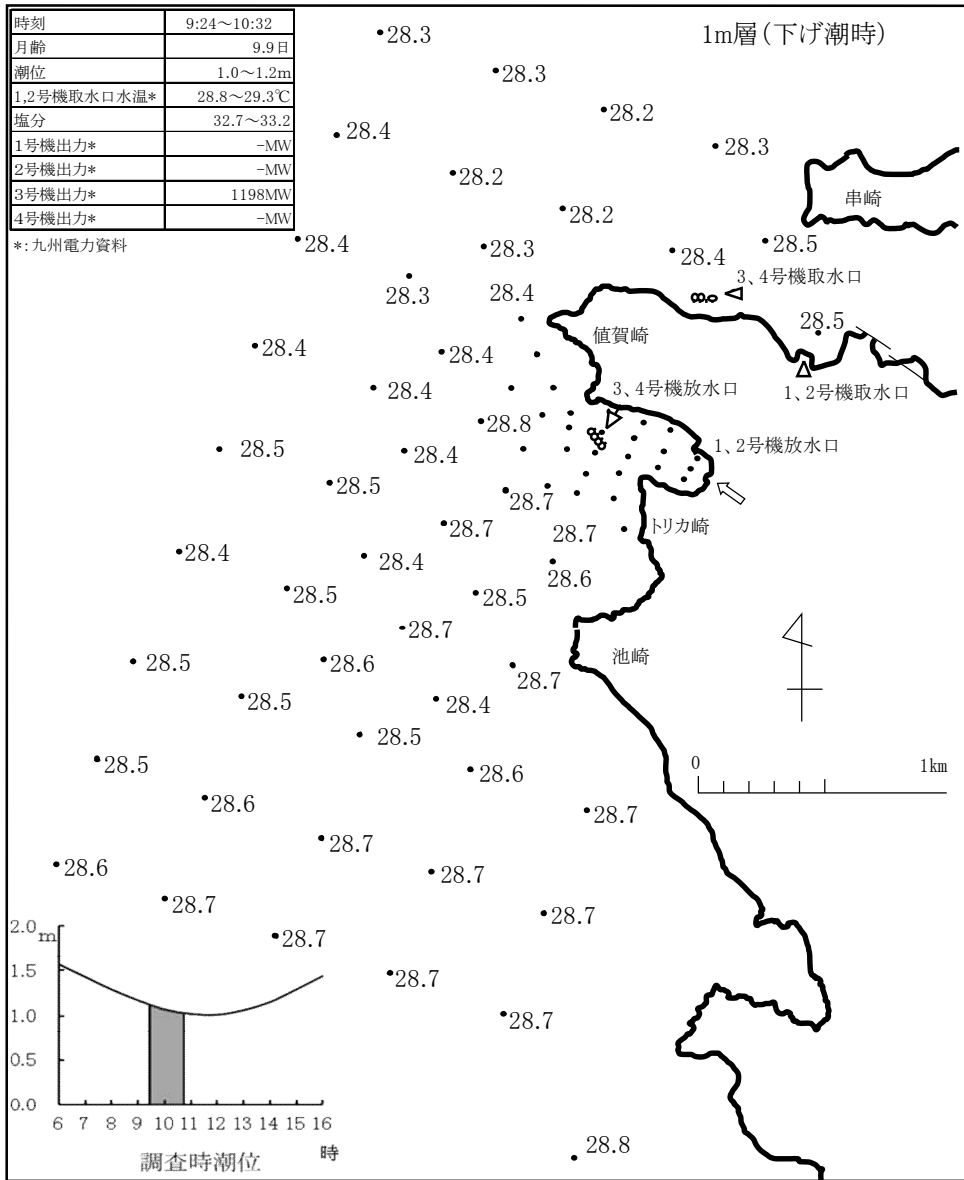 時刻 9:24～10:32
月齢 9.9日
潮位 1.0～1.2m
1,2号機取水口水温* 28.8～29.3℃
塩分 32.7～33.2
1号機出力* -MW
2号機出力* -MW
3号機出力* 1198MW
4号機出力* -MW
*:九州電力資料
1m層(下げ潮時)
28.3
28.3
28.2
28.4
28.3
28.2
串崎
28.2
28.4
28.3
28.4
28.5
3、4号機取水口
28.3
28.4
28.5
値賀崎
28.4
28.4
1、2号機取水口
28.4
3、4号機放水口
28.8
1、2号機放水口
28.5
28.4
28.5
28.7
28.7
28.7
トリカ崎
28.4
28.4
28.6
28.5
28.5
28.7
池崎
28.5
28.6
28.7
28.5
28.4
28.5
28.5
28.6
0 1km
28.6
28.7
28.7
28.6
28.7
28.7
28.7
28.7
28.7
28.7
28.8
2.0 m
1.5
1.0
0.5
0.0
6 7 8 9 10 11 12 13 14 15 16
時
調査時潮位